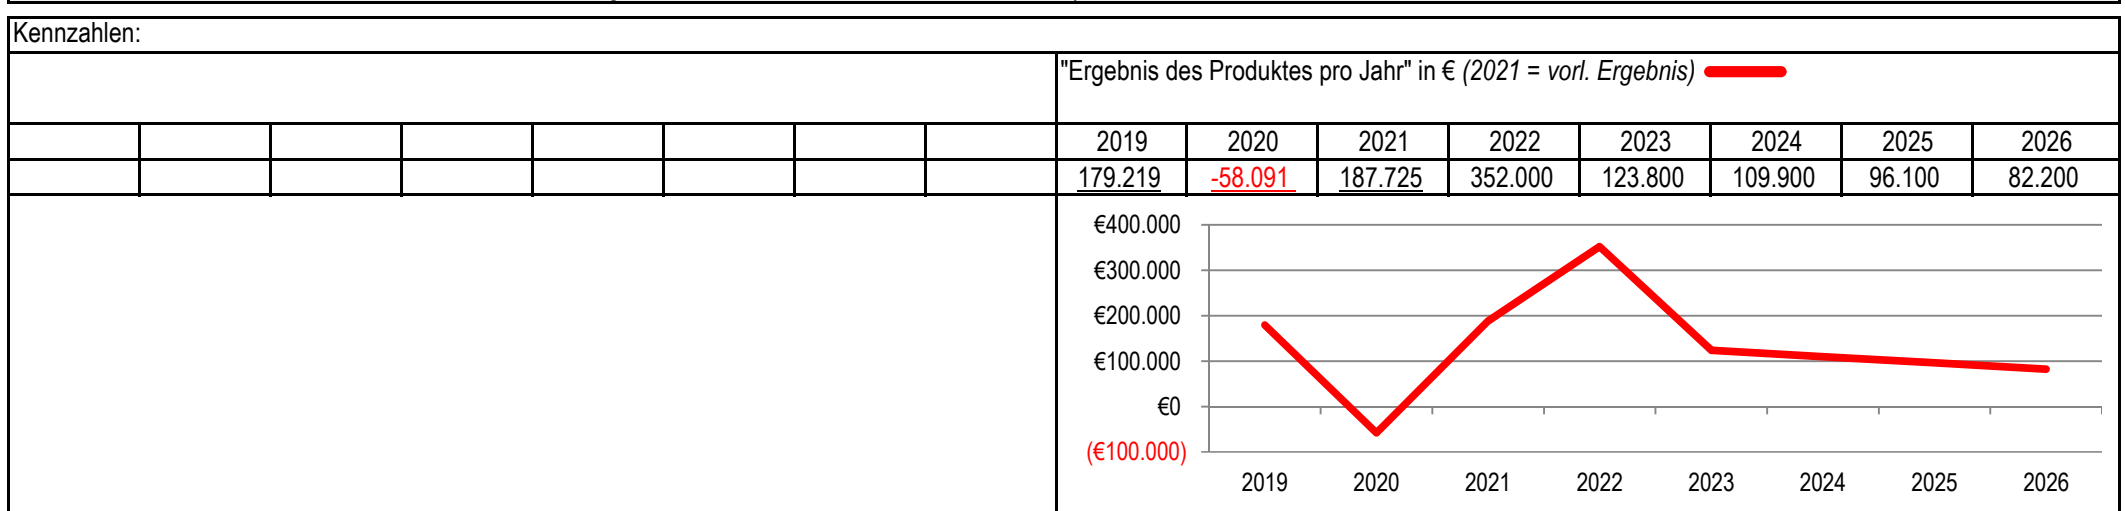 Kennzahlen:
"Ergebnis des Produktes pro Jahr" in € (2021 = vorl. Ergebnis)
2019 2020 2021 2022 2023 2024 2025 2026
179.219 -58.091 187.725 352.000 123.800 109.900 96.100 82.200
€400.000
€300.000
€200.000
€100.000
€0
(€100.000)
2019 2020 2021 2022 2023 2024 2025 2026